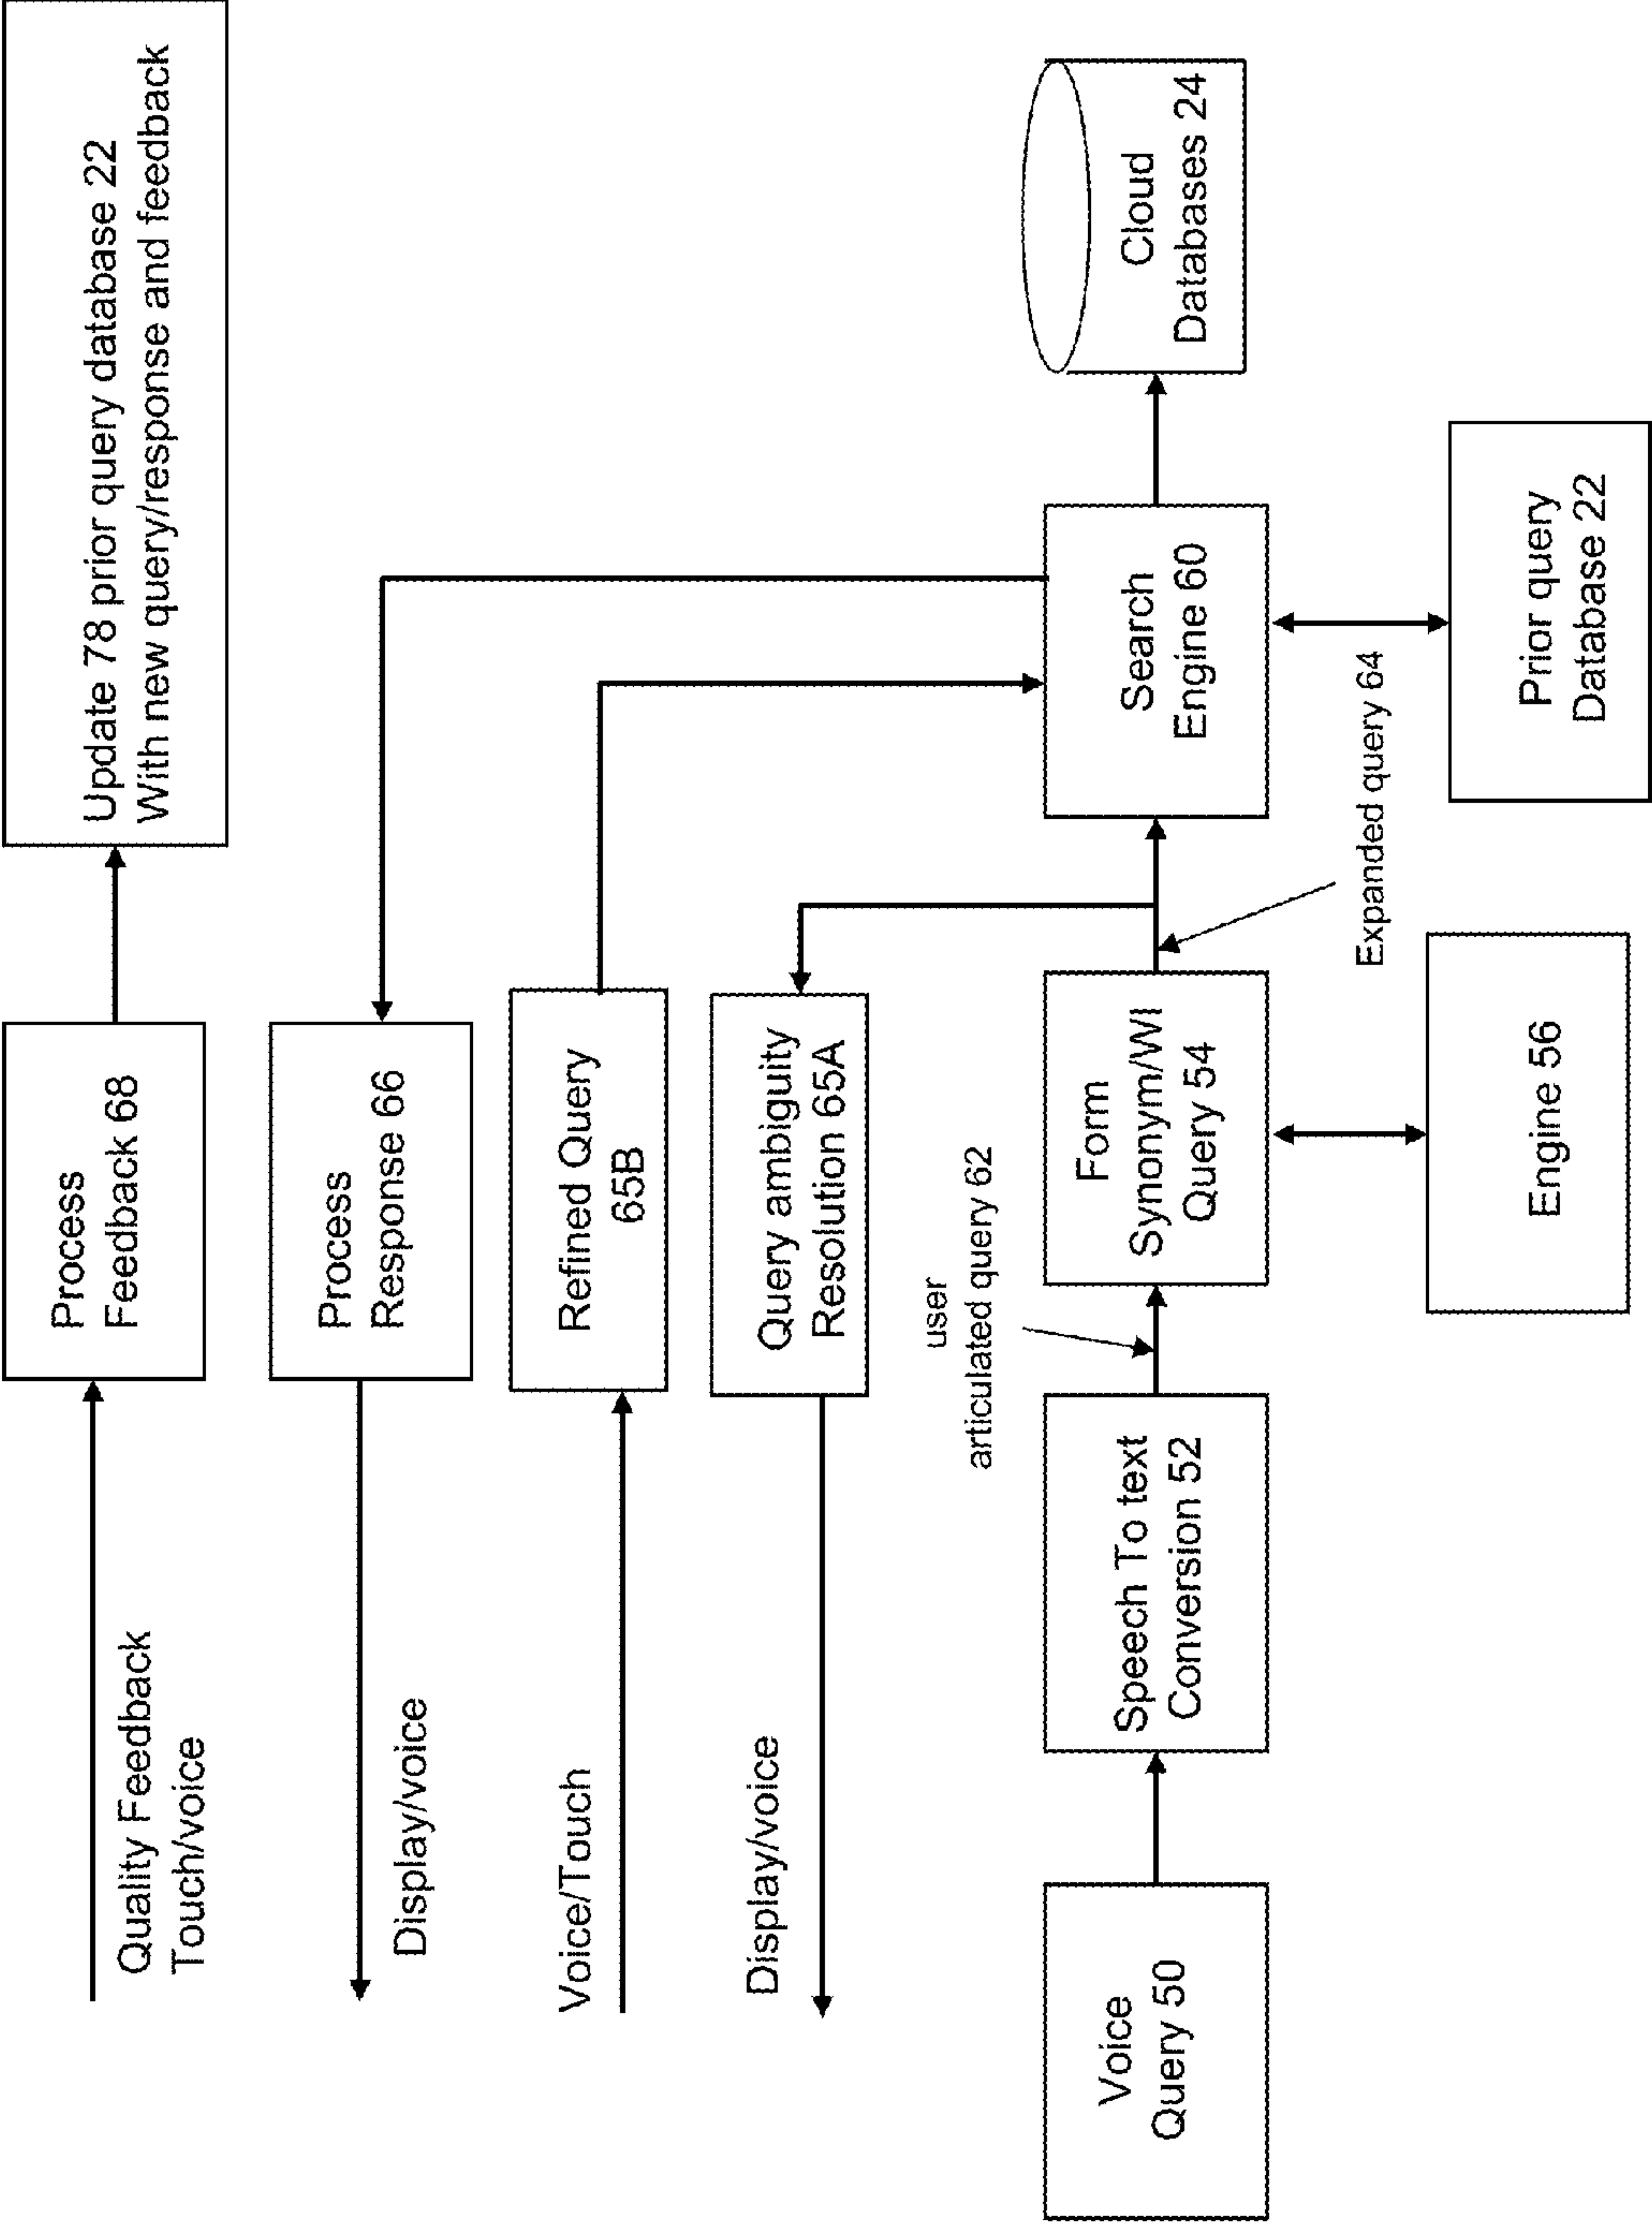 Process
Feedback 68
Update 78 prior query database 22
With new query/response and feedback
Quality Feedback
Touch/voice
Process
Response 66
Display/voice
Refined Query
65B
Voice/Touch
Query ambiguity
Resolution 65A
Display/voice
user
articulated query 62
Voice
Query 50
Speech To text
Conversion 52
Form
Synonym/WI
Query 54
Search
Engine 60
Cloud
Databases 24
Expanded query 64
Engine 56
Prior query
Database 22